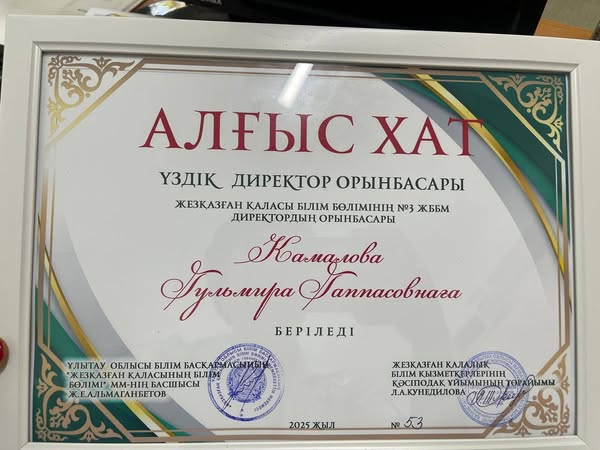 АЛҒЫС ХАТ
ҮЗДІК ДИРЕКТОР ОРЫНБАСАРЫ
ЖЕЗҚАЗҒАН ҚАЛАСЫ БІЛІМ БӨЛІМІНІҢ №3 ЖББМ
ДИРЕКТОРДЫҢ ОРЫНБАСАРЫ
Камалова
Гульмира Гаппасовнаға
БЕРІЛЕДІ
ҰЛЫТАУ ОБЛЫСЫ БІЛІМ БАСҚАРМАСЫНЫҢ
"ЖЕЗҚАЗҒАН ҚАЛАСЫНЫҢ БІЛІМ
БӨЛІМІ" ММ-НІҢ БАСШЫСЫ
Ж.Е.АЛЬМАГАНБЕТОВ
ЖЕЗҚАЗҒАН ҚАЛАЛЫҚ
БІЛІМ ҚЫЗМЕТКЕРЛЕРІНІҢ
КӘСІПОДАК ҰЙЫМЫНЫҢ ТӨРАЙЫМЫ
Л.А.КУНЕДИЛОВА
2025 ЖЫЛ
№ 53